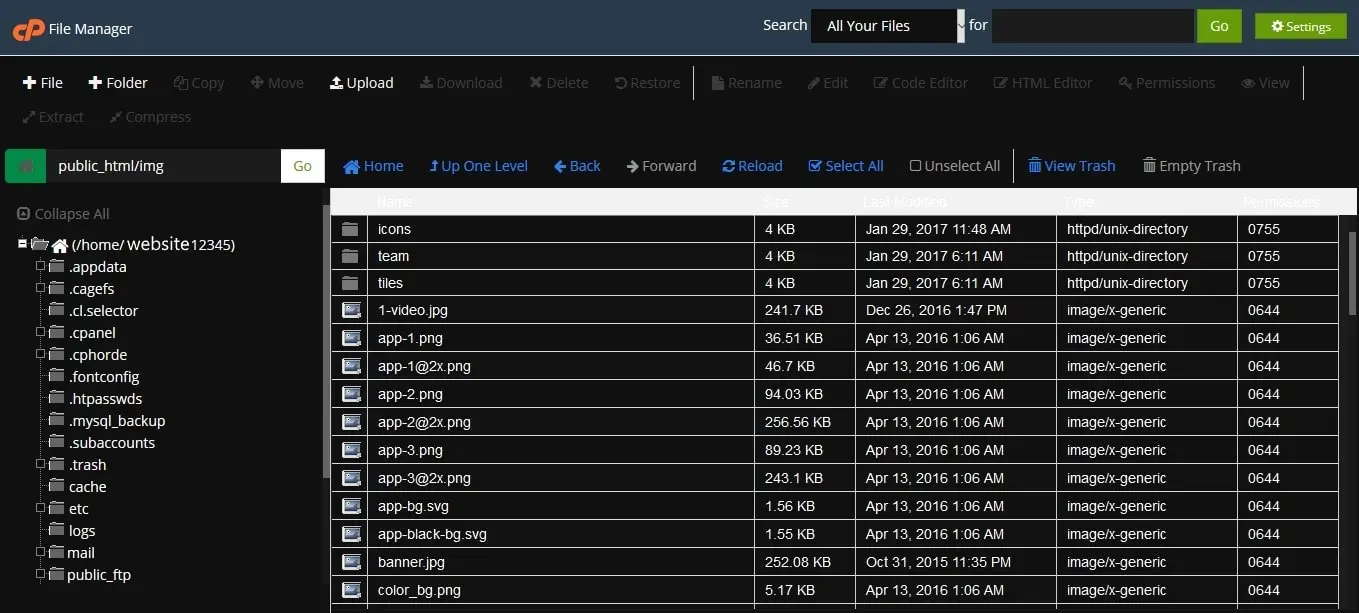 cP File Manager Search All Your Files for Go Settings
File Folder Copy Move Upload Download Delete Restore Rename Edit Code Editor HTML Editor Permissions View
Extract Compress
public_html/img Go Home Up One Level Back Forward Reload Select All Unselect All View Trash Empty Trash
Collapse All
(/home/ website12345)
.appdata
.cagefs
.cl.selector
.cpanel
.cphorde
.fontconfig
.htpasswds
.mysql_backup
.subaccounts
.trash
cache
etc
logs
mail
public_ftp
Name Size Last Modified Type Permissions
icons 4 KB Jan 29, 2017 11:48 AM httpd/unix-directory 0755
team 4 KB Jan 29, 2017 6:11 AM httpd/unix-directory 0755
tiles 4 KB Jan 29, 2017 6:11 AM httpd/unix-directory 0755
1-video.jpg 241.7 KB Dec 26, 2016 1:47 PM image/x-generic 0644
app-1.png 36.51 KB Apr 13, 2016 1:06 AM image/x-generic 0644
app-1@2x.png 46.7 KB Apr 13, 2016 1:06 AM image/x-generic 0644
app-2.png 94.03 KB Apr 13, 2016 1:06 AM image/x-generic 0644
app-2@2x.png 256.56 KB Apr 13, 2016 1:06 AM image/x-generic 0644
app-3.png 89.23 KB Apr 13, 2016 1:06 AM image/x-generic 0644
app-3@2x.png 243.1 KB Apr 13, 2016 1:06 AM image/x-generic 0644
app-bg.svg 1.56 KB Apr 13, 2016 1:06 AM image/x-generic 0644
app-black-bg.svg 1.55 KB Apr 13, 2016 1:06 AM image/x-generic 0644
banner.jpg 252.08 KB Oct 31, 2015 11:35 PM image/x-generic 0644
color_bg.png 5.17 KB Apr 13, 2016 1:06 AM image/x-generic 0644